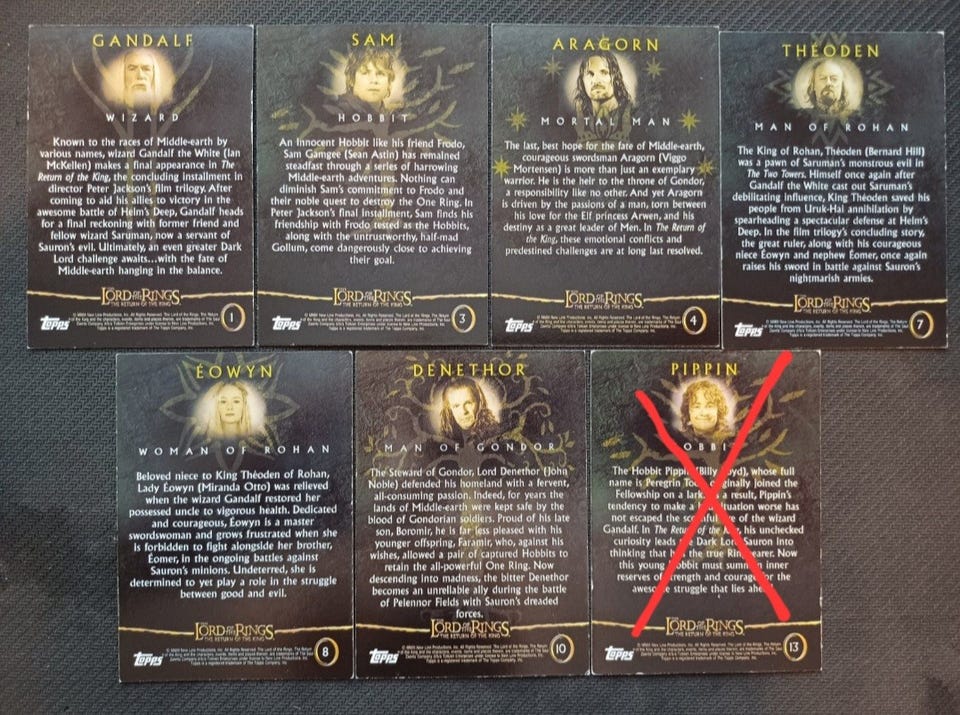 GANDALF
WIZARD
Known to the races of Middle-earth by
various names, wizard Gandalf the White (Ian
McKellen) makes a final appearance in The
Return of the King, the concluding installment in
director Peter Jackson's film trilogy. After
coming to aid his allies to victory in the
awesome battle of Helm's Deep, Gandalf heads
for a final reckoning with former friend and
fellow wizard Saruman, now a servant of
Sauron's evil. Ultimately, an even greater Dark
Lord challenge awaits...with the fate of
Middle-earth hanging in the balance.
THE LORD OF THE RINGS
THE RETURN OF THE KING
Topps
1
SAM
HOBBIT
An Innocent Hobbit like his friend Frodo,
Sam Gamgee (Sean Astin) has remained
steadfast through a series of harrowing
Middle-earth adventures. Nothing can
diminish Sam's commitment to Frodo and
their noble quest to destroy the One Ring. In
Peter Jackson's final installment, Sam finds his
friendship with Frodo tested as the Hobbits,
along with the untrustworthy, half-mad
Gollum, come dangerously close to achieving
their goal.
THE LORD OF THE RINGS
THE RETURN OF THE KING
Topps
3
ARAGORN
MORTAL MAN
The last, best hope for the fate of Middle-earth,
courageous swordsman Aragorn (Viggo
Mortensen) is more than just an exemplary
warrior. He is the heir to the throne of Gondor,
a responsibility like no other. And yet Aragorn
is driven by the passions of a man, torn between
his love for the Elf princess Arwen, and his
destiny as a great leader of Men. In The Return of
the King, these emotional conflicts and
predestined challenges are at long last resolved.
THE LORD OF THE RINGS
THE RETURN OF THE KING
Topps
4
THÉODEN
MAN OF ROHAN
The King of Rohan, Théoden (Bernard Hill)
was a pawn of Saruman's monstrous evil in
The Two Towers. Himself once again after
Gandalf the White cast out Saruman's
debilitating influence, King Théoden saved his
people from Uruk-Hai annihilation by
spearheading a spectacular defense at Helm's
Deep. In the film trilogy's concluding story,
the great ruler, along with his courageous
niece Éowyn and nephew Éomer, once again
raises his sword in battle against Sauron's
nightmarish armies.
THE LORD OF THE RINGS
THE RETURN OF THE KING
Topps
7
ÉOWYN
WOMAN OF ROHAN
Beloved niece to King Théoden of Rohan,
Lady Éowyn (Miranda Otto) was relieved
when the wizard Gandalf restored her
possessed uncle to vigorous health. Dedicated
and courageous, Éowyn is a master
swordswoman and grows frustrated when she
is forbidden to fight alongside her brother,
Éomer, in the ongoing battles against
Sauron's minions. Undeterred, she is
determined to yet play a role in the struggle
between good and evil.
THE LORD OF THE RINGS
THE RETURN OF THE KING
Topps
8
DENETHOR
MAN OF GONDOR
The Steward of Gondor, Lord Denethor (John
Noble) defended his homeland with a fervent,
all-consuming passion. Indeed, for years the
lands of Middle-earth were kept safe by the
blood of Gondorian soldiers. Proud of his late
son, Boromir, he is far less pleased with his
younger offspring, Faramir, who, against his
wishes, allowed a pair of captured Hobbits to
retain the all-powerful One Ring. Now
descending into madness, the bitter Denethor
becomes an unreliable ally during the battle
of Pelennor Fields with Sauron's dreaded
forces.
THE LORD OF THE RINGS
THE RETURN OF THE KING
Topps
10
PIPPIN
The Hobbit Pippin (Billy Boyd), whose full
name is Peregrin originally joined the
Fellowship on a lark. a result, Pippin's
tendency to make a situation worse has
not escaped the of the wizard
Gandalf. In The Return of the King, his unchecked
curiosity leads Dark Lord Sauron into
thinking that he the true Ring-bearer. Now
this young Hobbit must summon inner
reserves of strength and courage for the
awesome struggle that lies ahead.
THE LORD OF THE RINGS
THE RETURN OF THE KING
Topps
13